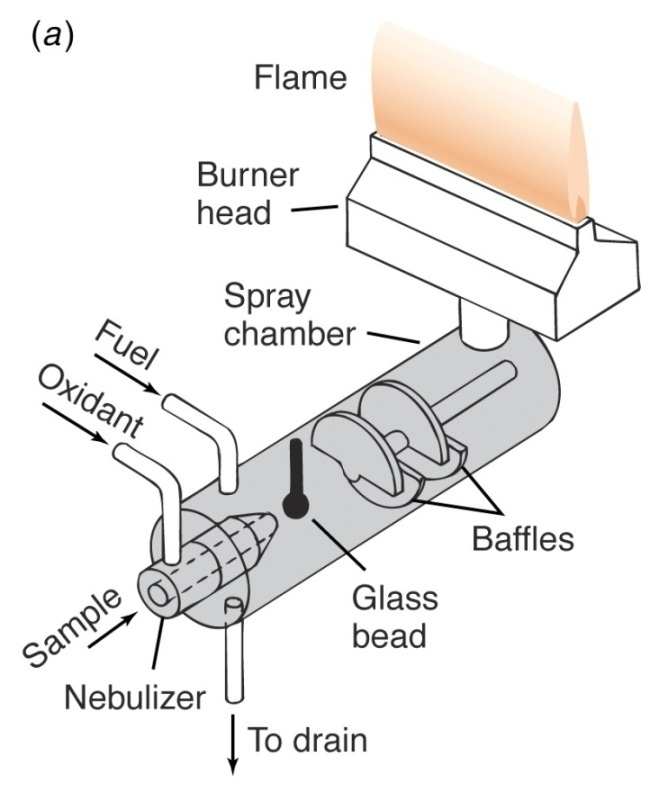 (a)
Flame
Burner
head
Spray
chamber
Fuel
Oxidant
Baffles
Glass
bead
Sample
Nebulizer
To drain